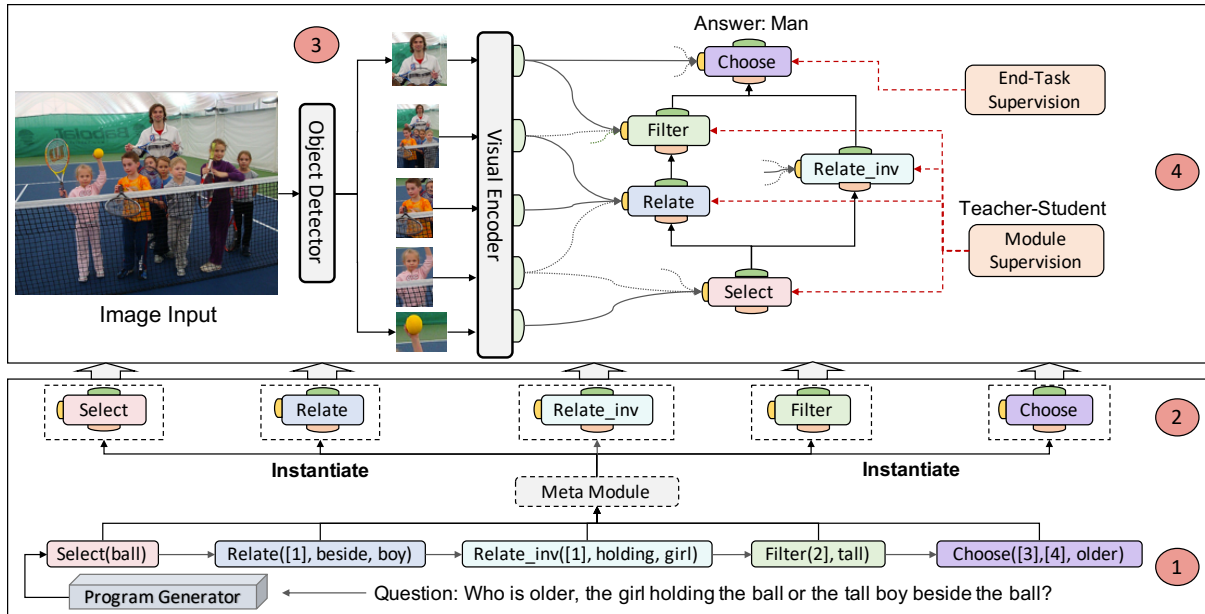 Answer: Man
3
Choose
End-Task
Supervision
Object Detector
Visual Encoder
Filter
Relate_inv
4
Babolat
Relate
Teacher-Student
Module
Supervision
Select
Image Input
Select
Relate
Relate_inv
Filter
Choose
2
Instantiate
Instantiate
Meta Module
Select(ball)
Relate([1], beside, boy)
Relate_inv([1], holding, girl)
Filter(2], tall)
Choose([3],[4], older)
1
Program Generator
Question: Who is older, the girl holding the ball or the tall boy beside the ball?